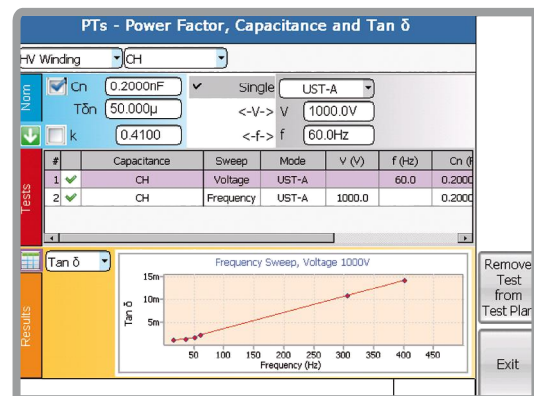 PTs - Power Factor, Capacitance and Tan δ
HV Winding CH
Nom
Cn 0.2000nF Single UST-A
Tδn 50.000µ <-V-> V 1000.0V
k 0.4100 <-f-> f 60.0Hz
Tests
# Capacitance Sweep Mode V (V) f (Hz) Cn (F
1 CH Voltage UST-A 60.0 0.2000
2 CH Frequency UST-A 1000.0 0.2000
Results
Tan δ
Frequency Sweep, Voltage 1000V
15m
10m
5m
Tan δ
50 100 150 200 250 300 350 400 450
Frequency (Hz)
Remove
Test
from
Test Plan
Exit